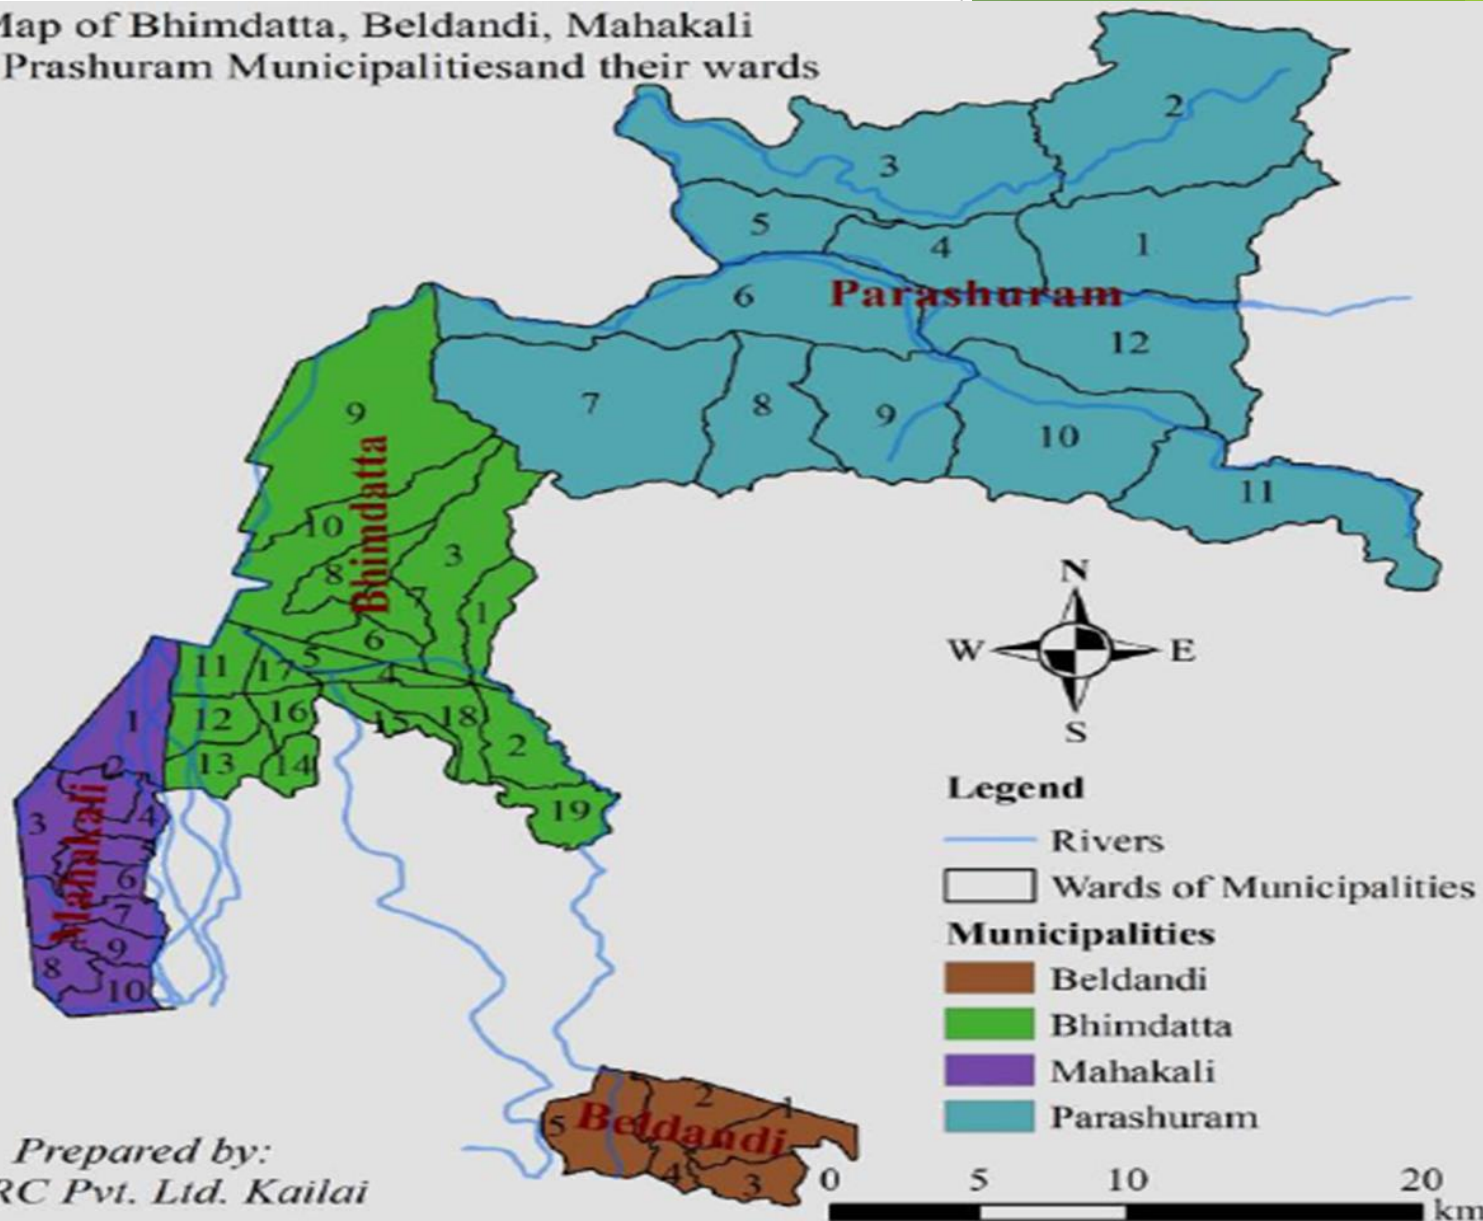 Map of Bhimdatta, Beldandi, Mahakali
Prashuram Municipalitiesand their wards
2
3
5
4
1
6
Parashuram
12
7
8
9
10
11
9
Bhimdatta
10
3
8
7
1
6
5
4
11
17
12
16
15
18
2
13
14
19
1
2
3
Mahakali
4
6
7
9
8
10
N
W
E
S
Legend
Rivers
Wards of Municipalities
Municipalities
Beldandi
Bhimdatta
Mahakali
Parashuram
2
1
5
Beldandi
4
3
Prepared by:
RC Pvt. Ltd. Kailai
0 5 10 20
km